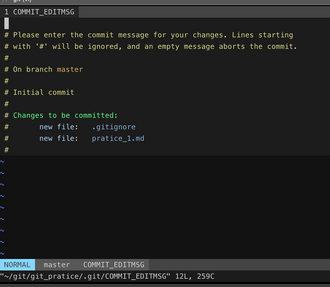 1 COMMIT_EDITMSG
# Please enter the commit message for your changes. Lines starting
# with '#' will be ignored, and an empty message aborts the commit.
#
# On branch master
#
# Initial commit
#
# Changes to be committed:
#       new file:   .gitignore
#       new file:   pratice_1.md
#
~
~
~
~
~
~
~
~
~
NORMAL  master  COMMIT_EDITMSG
"~/git/git_pratice/.git/COMMIT_EDITMSG" 12L, 259C